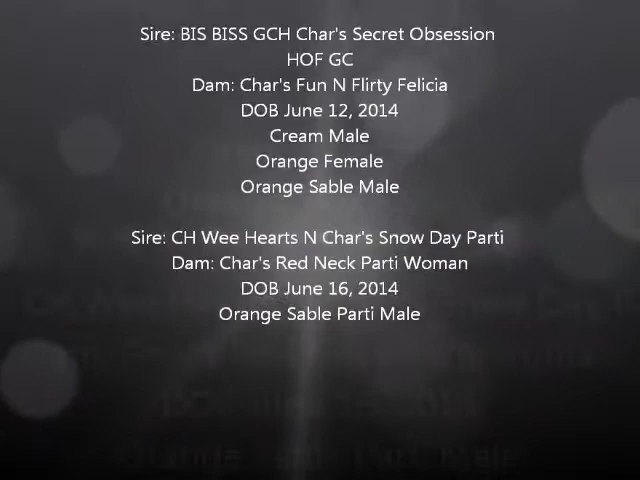 Sire: BIS BISS GCH Char's Secret Obsession
HOF GC
Dam: Char's Fun N Flirty Felicia
DOB June 12, 2014
Cream Male
Orange Female
Orange Sable Male
Sire: CH Wee Hearts N Char's Snow Day Parti
Dam: Char's Red Neck Parti Woman
DOB June 16, 2014
Orange Sable Parti Male